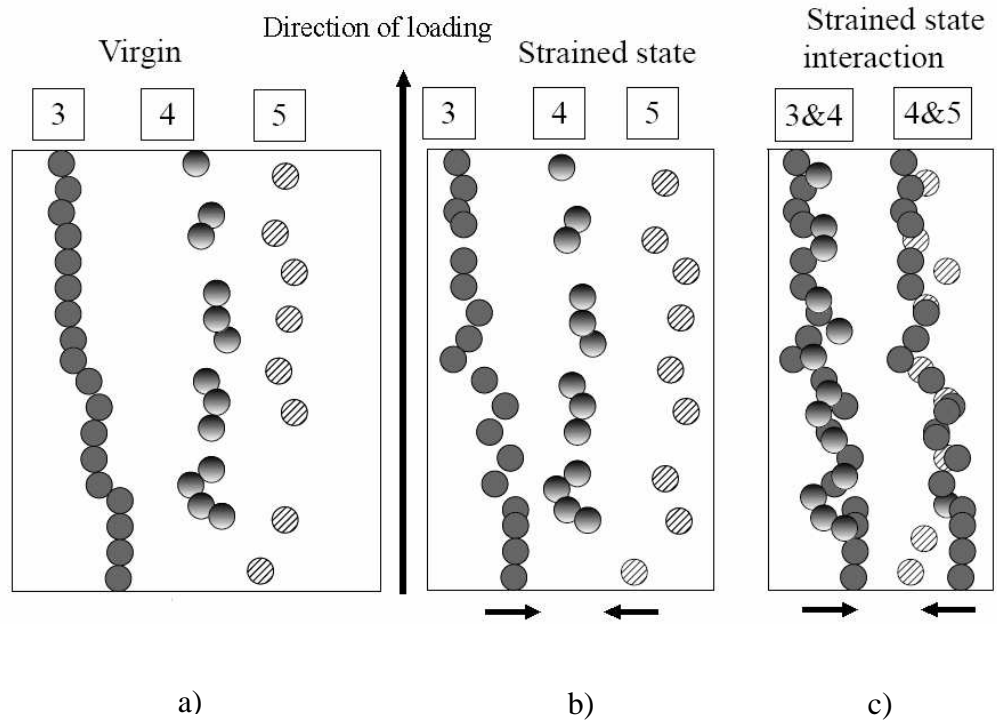 Virgin
Direction of loading
Strained state
Strained state
interaction
3
4
5
3
4
5
3&4
4&5
a)
b)
c)